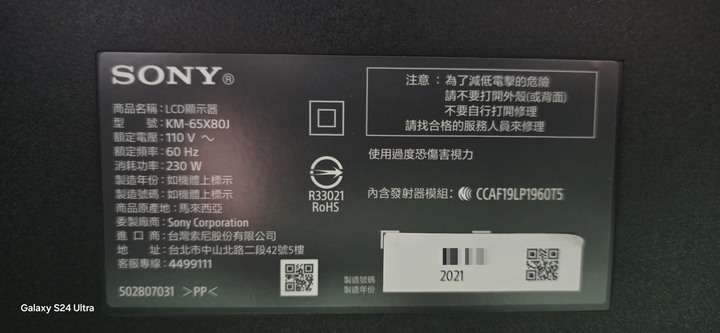 SONY®
商品名稱：LCD顯示器
型　　號：KM-65X80J
額定電壓：110 V ～
額定頻率：60 Hz
消耗功率：230 W
製造年份：如機體上標示
製造號碼：如機體上標示
商品原產地：馬來西亞
委製廠商：Sony Corporation
進 口 商：台灣索尼股份有限公司
地　　址：台北市中山北路二段42號5樓
客服專線：4499111
502807031 >PP<
R33021
RoHS
注意：為了減低電擊的危險
請不要打開外殼(或背面)
不要自行打開修理
請找合格的服務人員來修理
使用過度恐傷害視力
內含發射器模組：CCAF19LP1960T5
製造號碼
製造年份
2021
Galaxy S24 Ultra